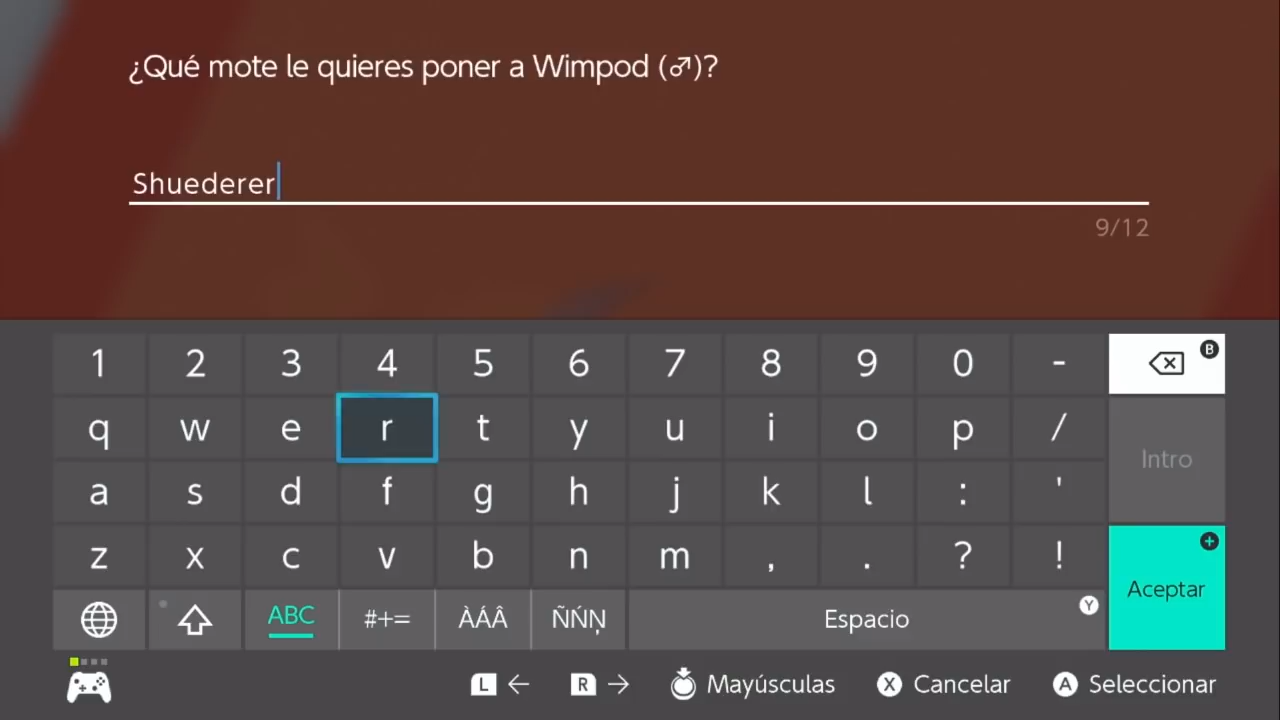 ¿Qué mote le quieres poner a Wimpod (♂)?
Shuederer
9/12
1 2 3 4 5 6 7 8 9 0 - B
q w e r t y u i o p /
a s d f g h j k l : ' Intro
z x c v b n m , . ? ! +
ABC #+= ÀÁÂ ÑŃŅ Espacio Y Aceptar
L ← R → Mayúsculas X Cancelar A Seleccionar